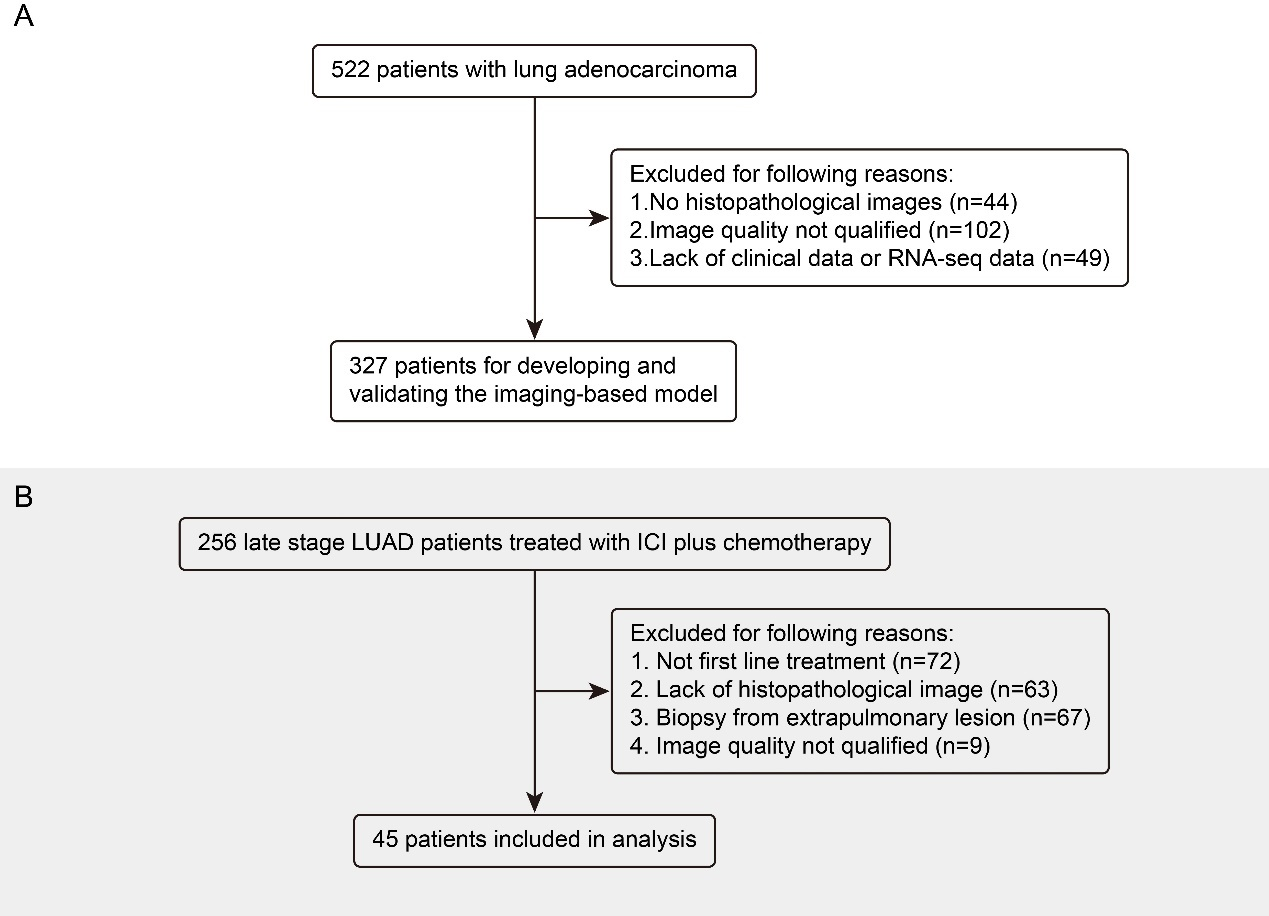 A
522 patients with lung adenocarcinoma
Excluded for following reasons:
1.No histopathological images (n=44)
2.Image quality not qualified (n=102)
3.Lack of clinical data or RNA-seq data (n=49)
327 patients for developing and
validating the imaging-based model
B
256 late stage LUAD patients treated with ICI plus chemotherapy
Excluded for following reasons:
1. Not first line treatment (n=72)
2. Lack of histopathological image (n=63)
3. Biopsy from extrapulmonary lesion (n=67)
4. Image quality not qualified (n=9)
45 patients included in analysis